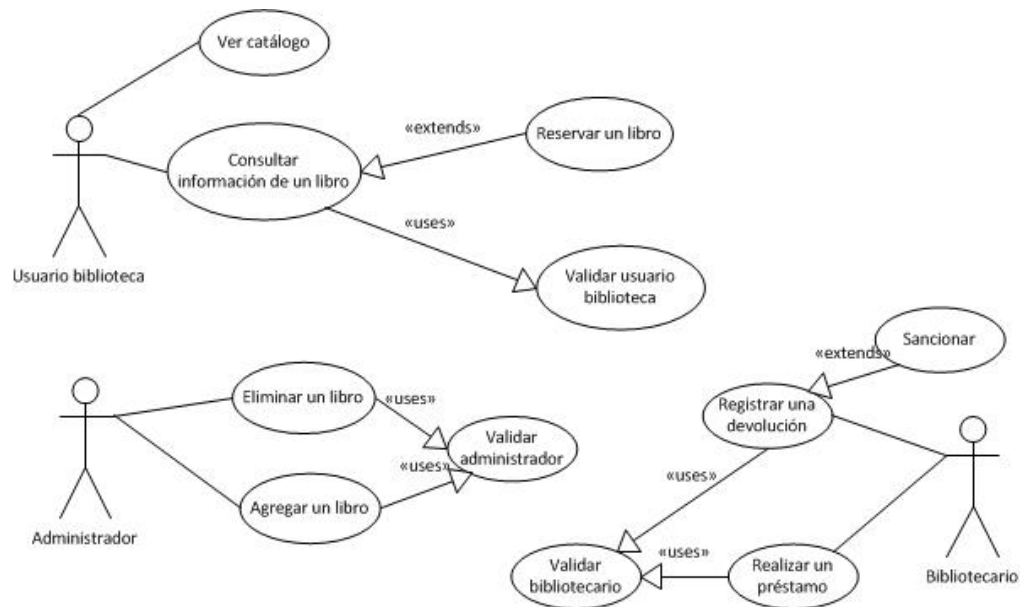 Ver catálogo
«extends»
Reservar un libro
Consultar
información de un libro
«uses»
Usuario biblioteca
Validar usuario
biblioteca
Sancionar
«extends»
Eliminar un libro
«uses»
Registrar una
devolución
Validar
administrador
«uses»
«uses»
Agregar un libro
Administrador
«uses»
Validar
bibliotecario
Realizar un
préstamo
Bibliotecario